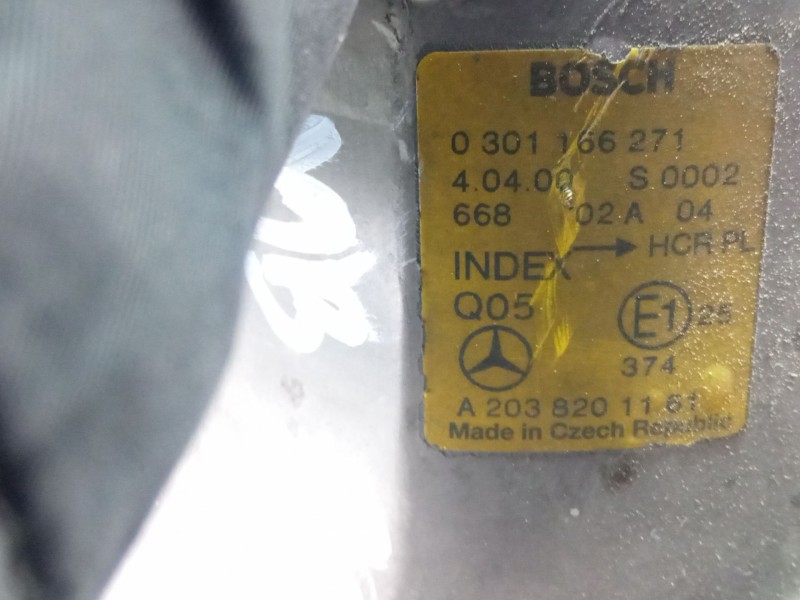 BOSCH
0 301 166 271
4.04.00 S 0002
668 02 A 04
→ HCR PL
INDEX
Q05
E1 25
374
A 203 820 11 61
Made in Czech Republic